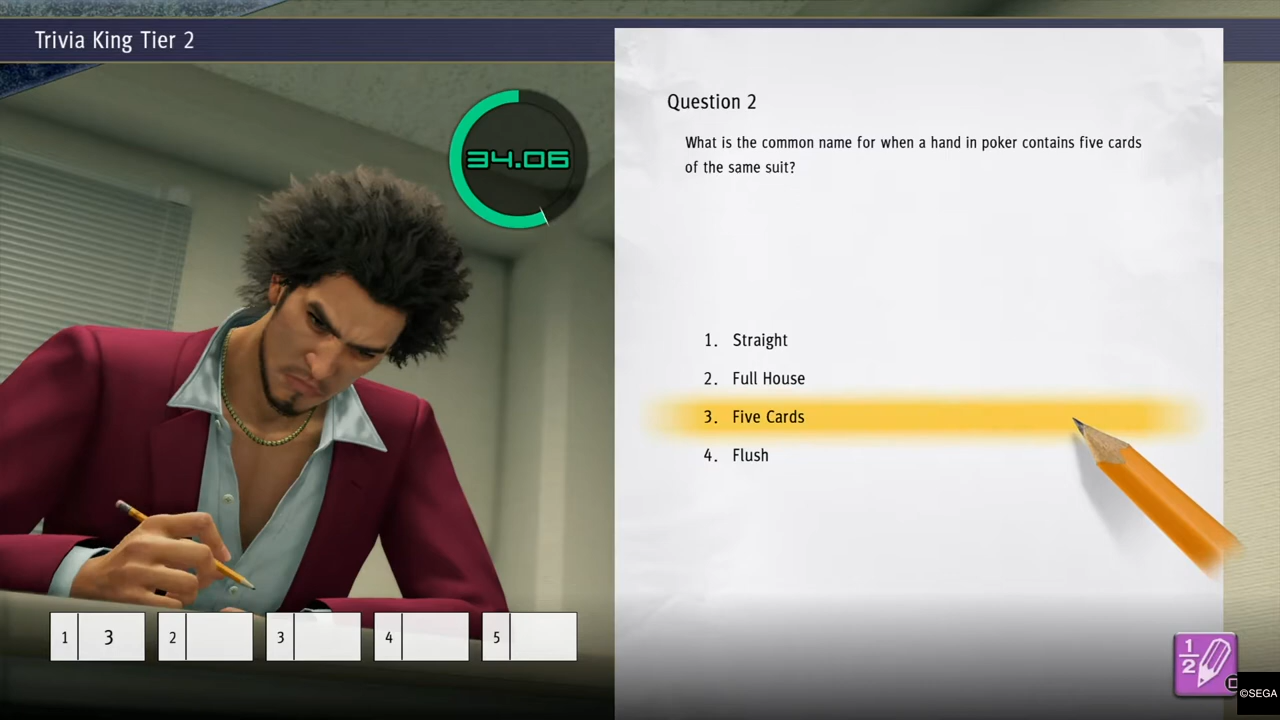 Trivia King Tier 2
34.06
Question 2
What is the common name for when a hand in poker contains five cards
of the same suit?
1. Straight
2. Full House
3. Five Cards
4. Flush
1 3 2 3 4 5
1/2
©SEGA